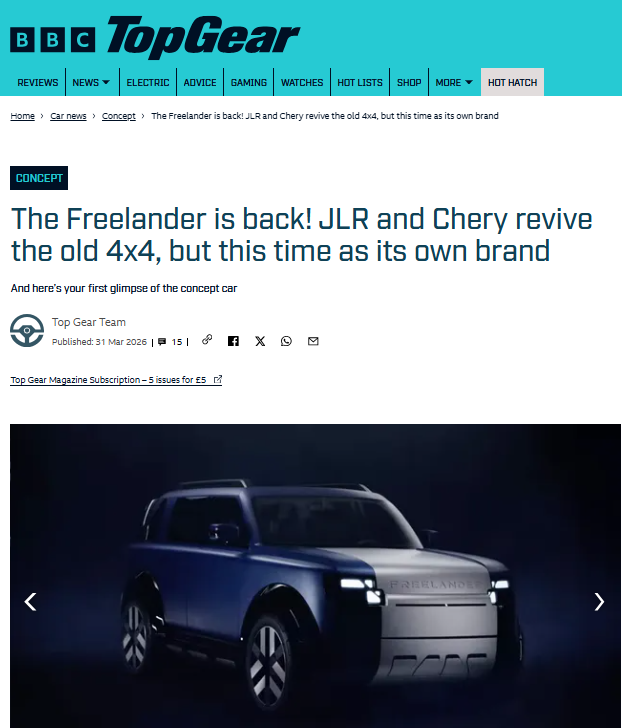 BBC TopGear
REVIEWS NEWS ELECTRIC ADVICE GAMING WATCHES HOT LISTS SHOP MORE HOT HATCH
Home › Car news › Concept › The Freelander is back! JLR and Chery revive the old 4x4, but this time as its own brand
CONCEPT
The Freelander is back! JLR and Chery revive
the old 4x4, but this time as its own brand
And here's your first glimpse of the concept car
Top Gear Team
Published: 31 Mar 2026 | 15 |
Top Gear Magazine Subscription – 5 issues for £5
FREELANDER